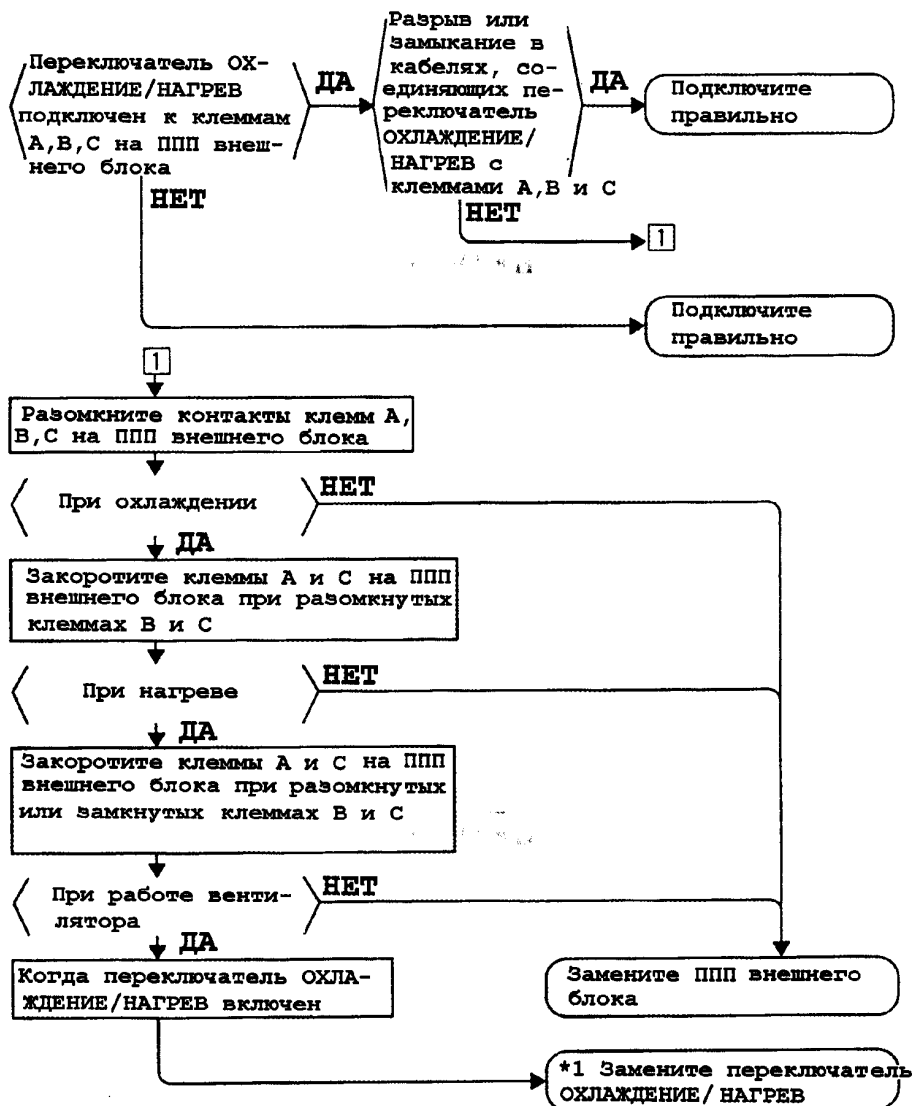 Переключатель ОХ-
ЛАЖДЕНИЕ/НАГРЕВ
подключен к клеммам
А,В,С на ППП внеш-
него блока
ДА
Разрыв или
замыкание в
кабелях, со-
единяющих пе-
реключатель
ОХЛАЖДЕНИЕ/
НАГРЕВ с
клеммами А,В и С
ДА
Подключите
правильно
НЕТ
НЕТ
1
Подключите
правильно
1
Разомкните контакты клемм А,
В,С на ППП внешнего блока
При охлаждении
НЕТ
ДА
Закоротите клеммы А и С на ППП
внешнего блока при разомкнутых
клеммах В и С
При нагреве
НЕТ
ДА
Закоротите клеммы А и С на ППП
внешнего блока при разомкнутых
или замкнутых клеммах В и С
При работе венти-
лятора
НЕТ
ДА
Когда переключатель ОХЛА-
ЖДЕНИЕ/НАГРЕВ включен
Замените ППП внешнего
блока
*1 Замените переключатель
ОХЛАЖДЕНИЕ/НАГРЕВ